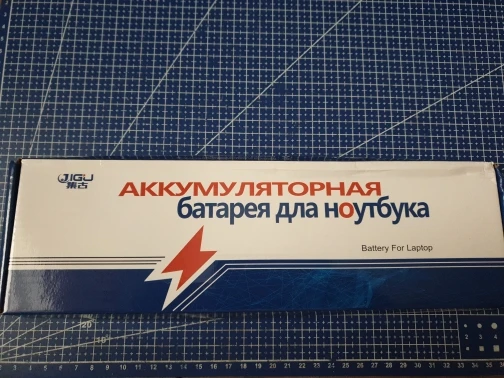 JIGU
集古
АККУМУЛЯТОРНАЯ
батарея дла ноутбука
Battery For Laptop